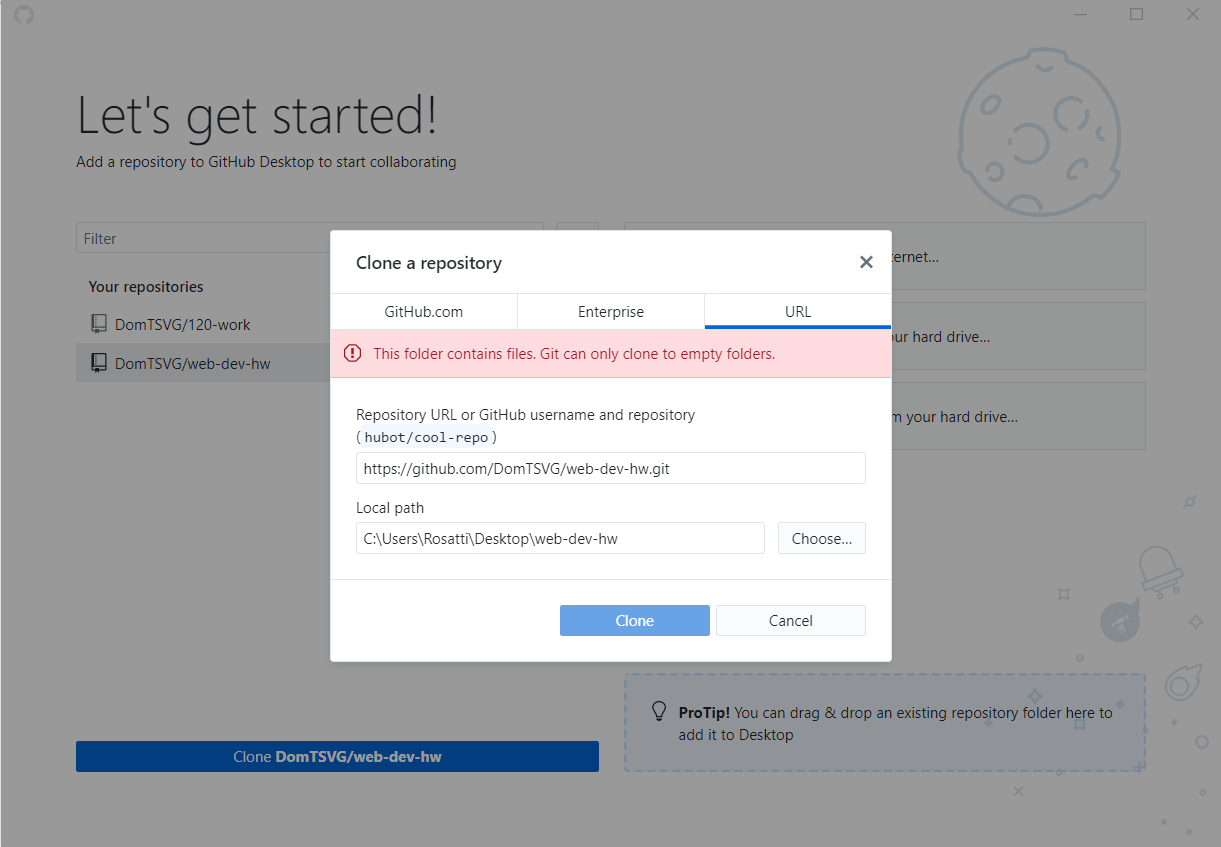 Let's get started!
Add a repository to GitHub Desktop to start collaborating
Filter
Your repositories
DomTSVG/120-work
DomTSVG/web-dev-hw
Clone DomTSVG/web-dev-hw
ernet...
ur hard drive...
m your hard drive...
Clone a repository
GitHub.com
Enterprise
URL
This folder contains files. Git can only clone to empty folders.
Repository URL or GitHub username and repository
(hubot/cool-repo)
https://github.com/DomTSVG/web-dev-hw.git
Local path
C:\Users\Rosatti\Desktop\web-dev-hw
Choose...
Clone
Cancel
ProTip! You can drag & drop an existing repository folder here to
add it to Desktop